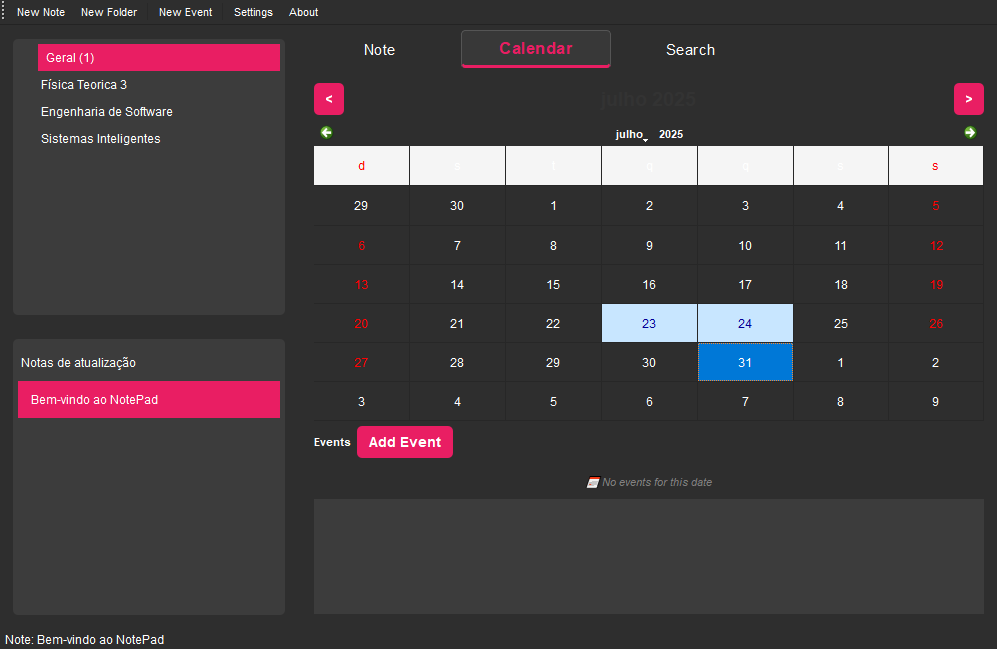 New Note New Folder New Event Settings About
Geral (1)
Física Teorica 3
Engenharia de Software
Sistemas Inteligentes
Notas de atualização
Bem-vindo ao NotePad
Note Calendar Search
< julho 2025 >
julho 2025
d s t q q s s
29 30 1 2 3 4 5
6 7 8 9 10 11 12
13 14 15 16 17 18 19
20 21 22 23 24 25 26
27 28 29 30 31 1 2
3 4 5 6 7 8 9
Events Add Event
No events for this date
Note: Bem-vindo ao NotePad